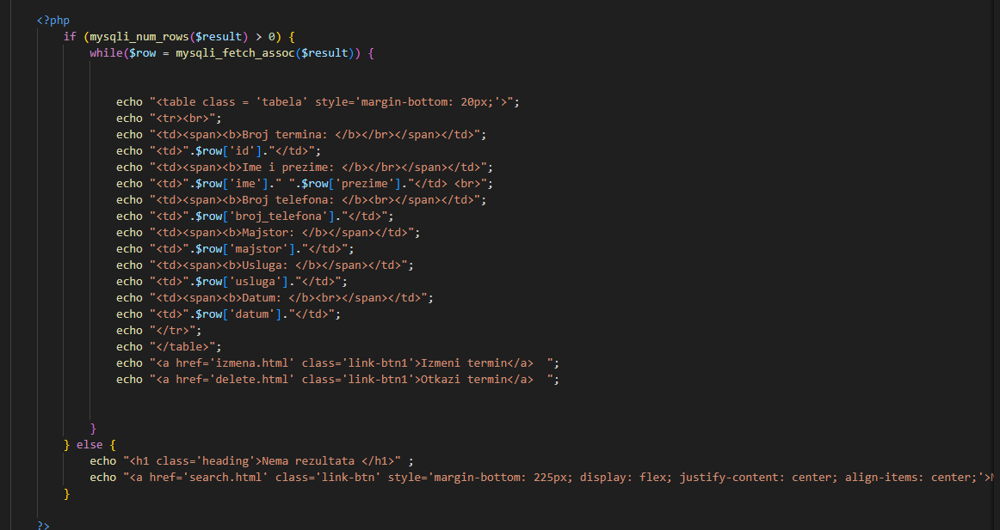 <?php
if (mysqli_num_rows($result) > 0) {
while($row = mysqli_fetch_assoc($result)) {
echo "<table class = 'tabela' style='margin-bottom: 20px;'>";
echo "<tr><br>";
echo "<td><span><b>Broj termina: </b></br></span></td>";
echo "<td>".$row['id']."</td>";
echo "<td><span><b>Ime i prezime: </b></br></span></td>";
echo "<td>".$row['ime']." ".$row['prezime']."</td> <br>";
echo "<td><span><b>Broj telefona: </b><br></span></td>";
echo "<td>".$row['broj_telefona']."</td>";
echo "<td><span><b>Majstor: </b></span></td>";
echo "<td>".$row['majstor']."</td>";
echo "<td><span><b>Usluga: </b></span></td>";
echo "<td>".$row['usluga']."</td>";
echo "<td><span><b>Datum: </b><br></span></td>";
echo "<td>".$row['datum']."</td>";
echo "</tr>";
echo "</table>";
echo "<a href='izmena.html' class='link-btn1'>Izmeni termin</a>  ";
echo "<a href='delete.html' class='link-btn1'>Otkazi termin</a>  ";
}
} else {
echo "<h1 class='heading'>Nema rezultata </h1>" ;
echo "<a href='search.html' class='link-btn' style='margin-bottom: 225px; display: flex; justify-content: center; align-items: center;'>
}
?>